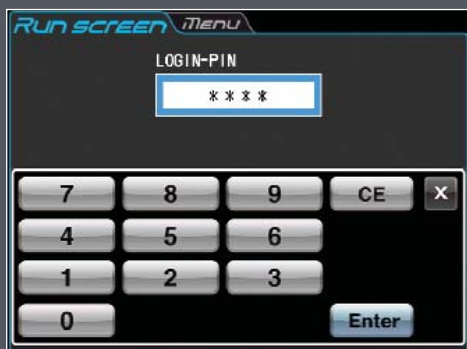 Run screen Menu
LOGIN-PIN
****
7 8 9 CE X
4 5 6
1 2 3
0 Enter